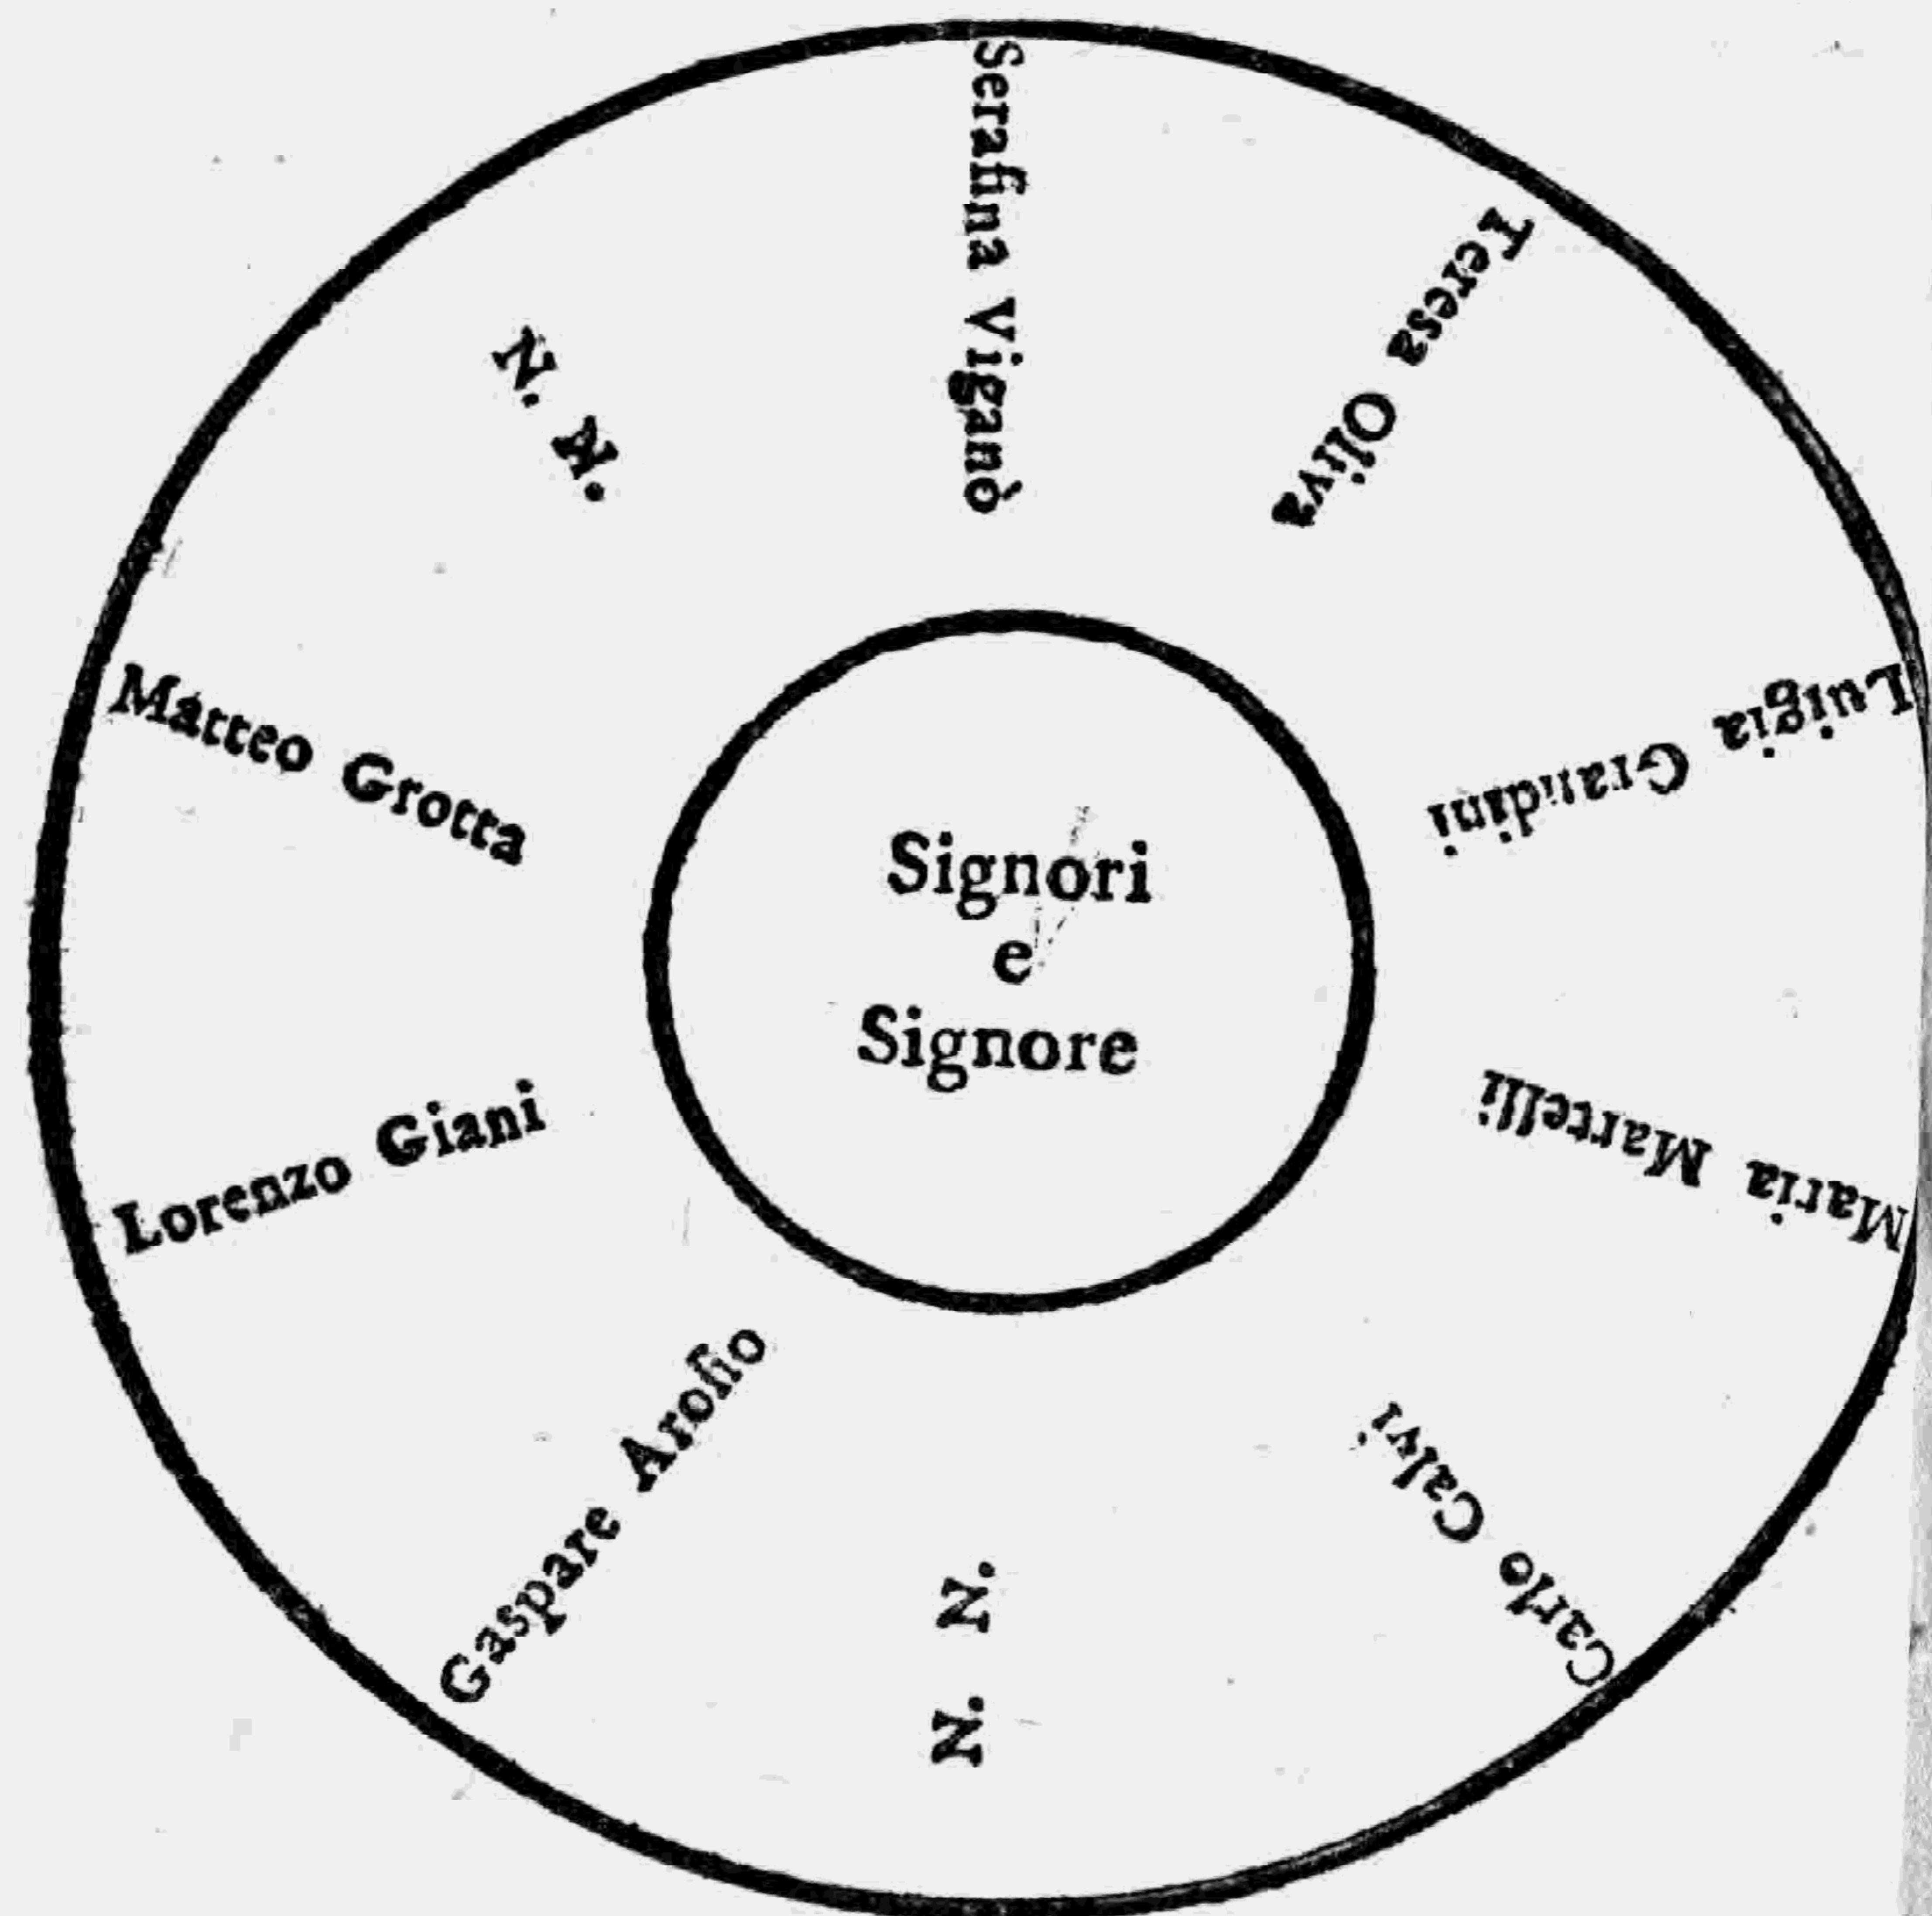 Signori
e
Signore
Serafina Viganò
Teresa Oliva
Luigia Grandini
Maria Martelli
Carlo Calvi
N. N.
Gaspare Arosio
Lorenzo Giani
Matteo Grotta
N. N.